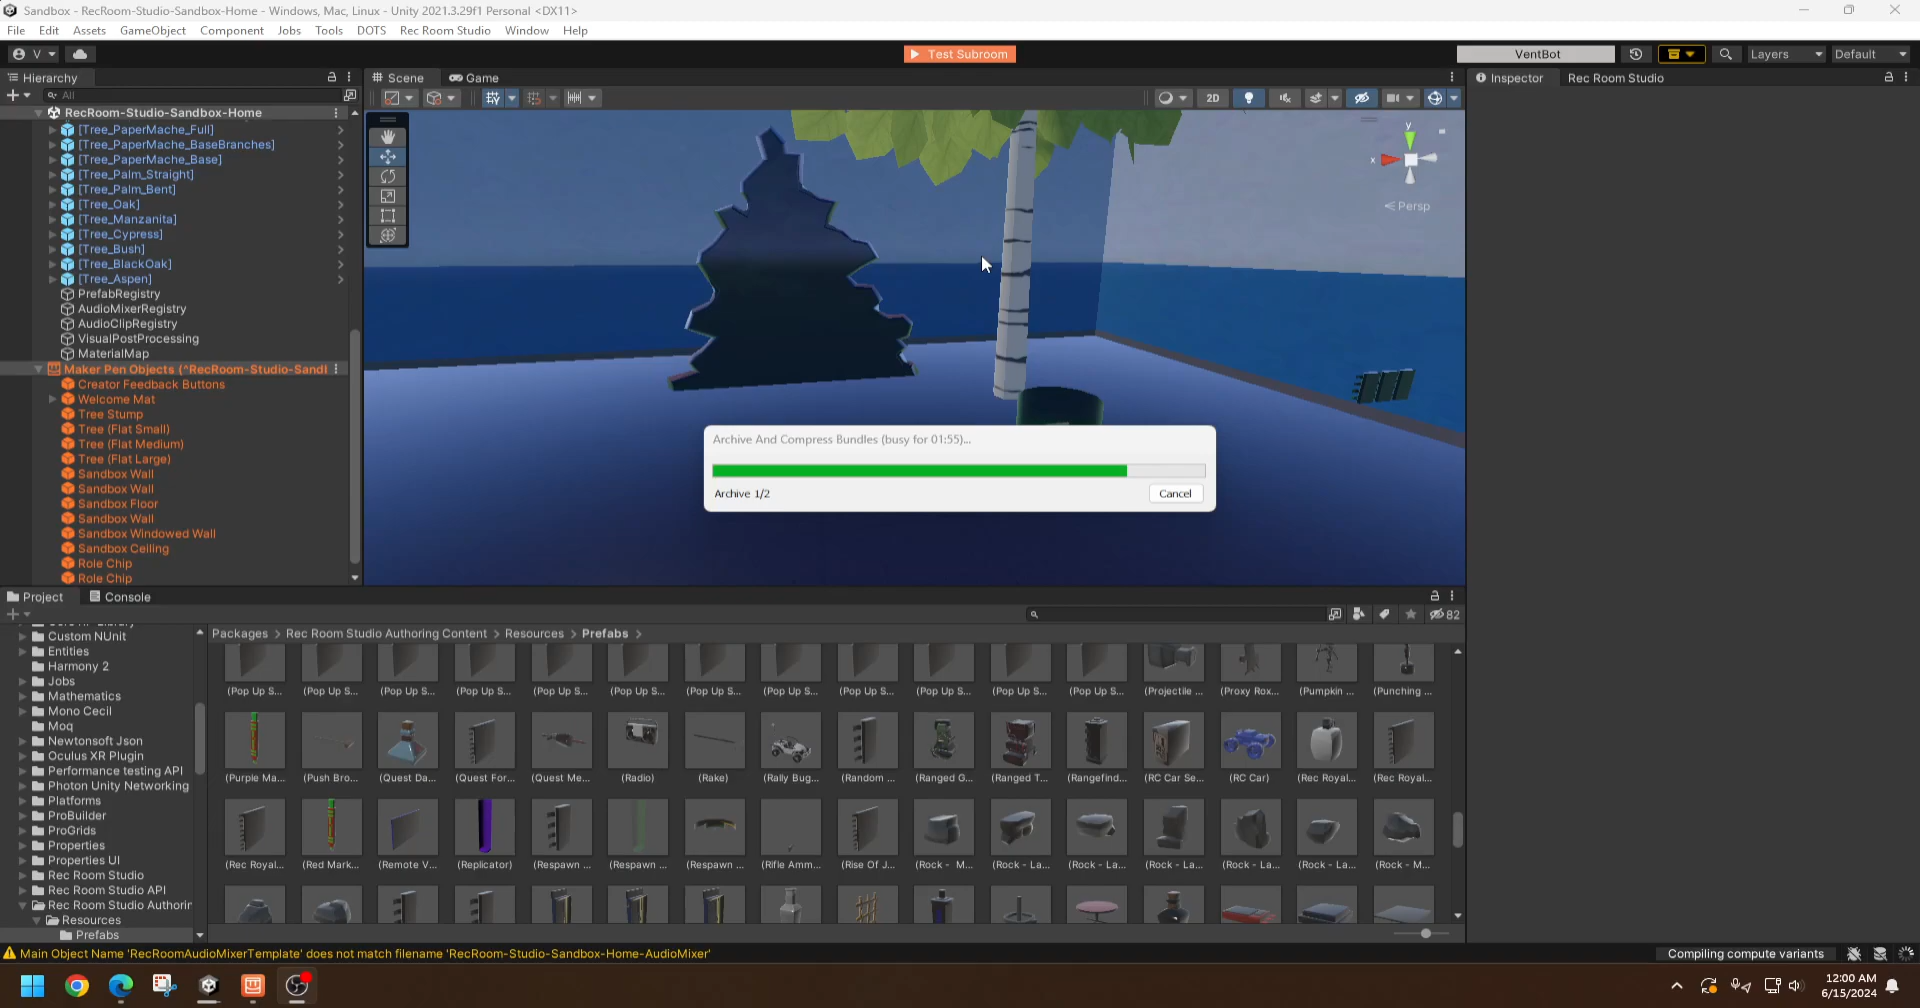 Sandbox - RecRoom-Studio-Sandbox-Home - Windows, Mac, Linux - Unity 2021.3.29f1 Personal <DX11>
File Edit Assets GameObject Component Jobs Tools DOTS Rec Room Studio Window Help
V Test Subroom VentBot Layers Default
Hierarchy Scene Game Inspector Rec Room Studio
All 2D
RecRoom-Studio-Sandbox-Home
[Tree_PaperMache_Full]
[Tree_PaperMache_BaseBranches]
[Tree_PaperMache_Base]
[Tree_Palm_Straight]
[Tree_Palm_Bent]
[Tree_Oak]
[Tree_Manzanita]
[Tree_Cypress]
[Tree_Bush]
[Tree_BlackOak]
[Tree_Aspen]
PrefabRegistry
AudioMixerRegistry
AudioClipRegistry
VisualPostProcessing
MaterialMap
Maker Pen Objects (^RecRoom-Studio-Sandl
Creator Feedback Buttons
Welcome Mat
Tree Stump
Tree (Flat Small)
Tree (Flat Medium)
Tree (Flat Large)
Sandbox Wall
Sandbox Wall
Sandbox Floor
Sandbox Wall
Sandbox Windowed Wall
Sandbox Ceiling
Role Chip
Role Chip
y
x
Persp
Archive And Compress Bundles (busy for 01:55)...
Archive 1/2
Cancel
Project Console
82
Custom NUnit
Entities
Harmony 2
Jobs
Mathematics
Mono Cecil
Moq
Newtonsoft Json
Oculus XR Plugin
Performance testing API
Photon Unity Networking
Platforms
ProBuilder
ProGrids
Properties
Properties UI
Rec Room Studio
Rec Room Studio API
Rec Room Studio Authorin
Resources
Prefabs
Packages > Rec Room Studio Authoring Content > Resources > Prefabs >
(Pop Up S... (Pop Up S... (Pop Up S... (Pop Up S... (Pop Up S... (Pop Up S... (Pop Up S... (Pop Up S... (Pop Up S... (Pop Up S... (Pop Up S... (Pop Up S... (Projectile ... (Proxy Rox... (Pumpkin ... (Punching ...
(Purple Ma... (Push Bro... (Quest Da... (Quest For... (Quest Me... (Radio) (Rake) (Rally Bug... (Random ... (Ranged G... (Ranged T... (Rangefind... (RC Car Se... (RC Car) (Rec Royal... (Rec Royal...
(Rec Royal... (Red Mark... (Remote V... (Replicator) (Respawn ... (Respawn ... (Respawn ... (Rifle Amm... (Rise Of J... (Rock - M... (Rock - La... (Rock - La... (Rock - La... (Rock - La... (Rock - La... (Rock - M...
Main Object Name 'RecRoomAudioMixerTemplate' does not match filename 'RecRoom-Studio-Sandbox-Home-AudioMixer'
Compiling compute variants
12:00 AM
6/15/2024